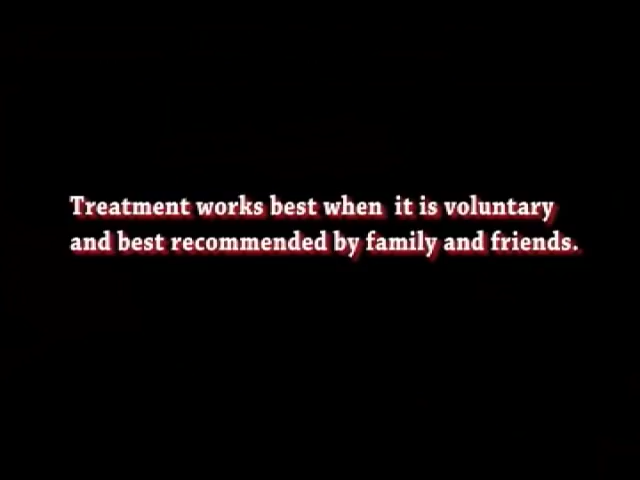 Treatment works best when  it is voluntary
and best recommended by family and friends.